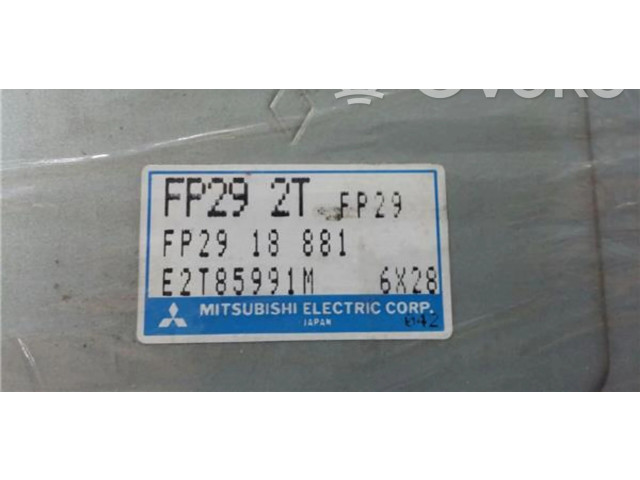 FP29 2T FP29
FP29 18 881
E2T85991M 6X28
MITSUBISHI ELECTRIC CORP.
JAPAN 042